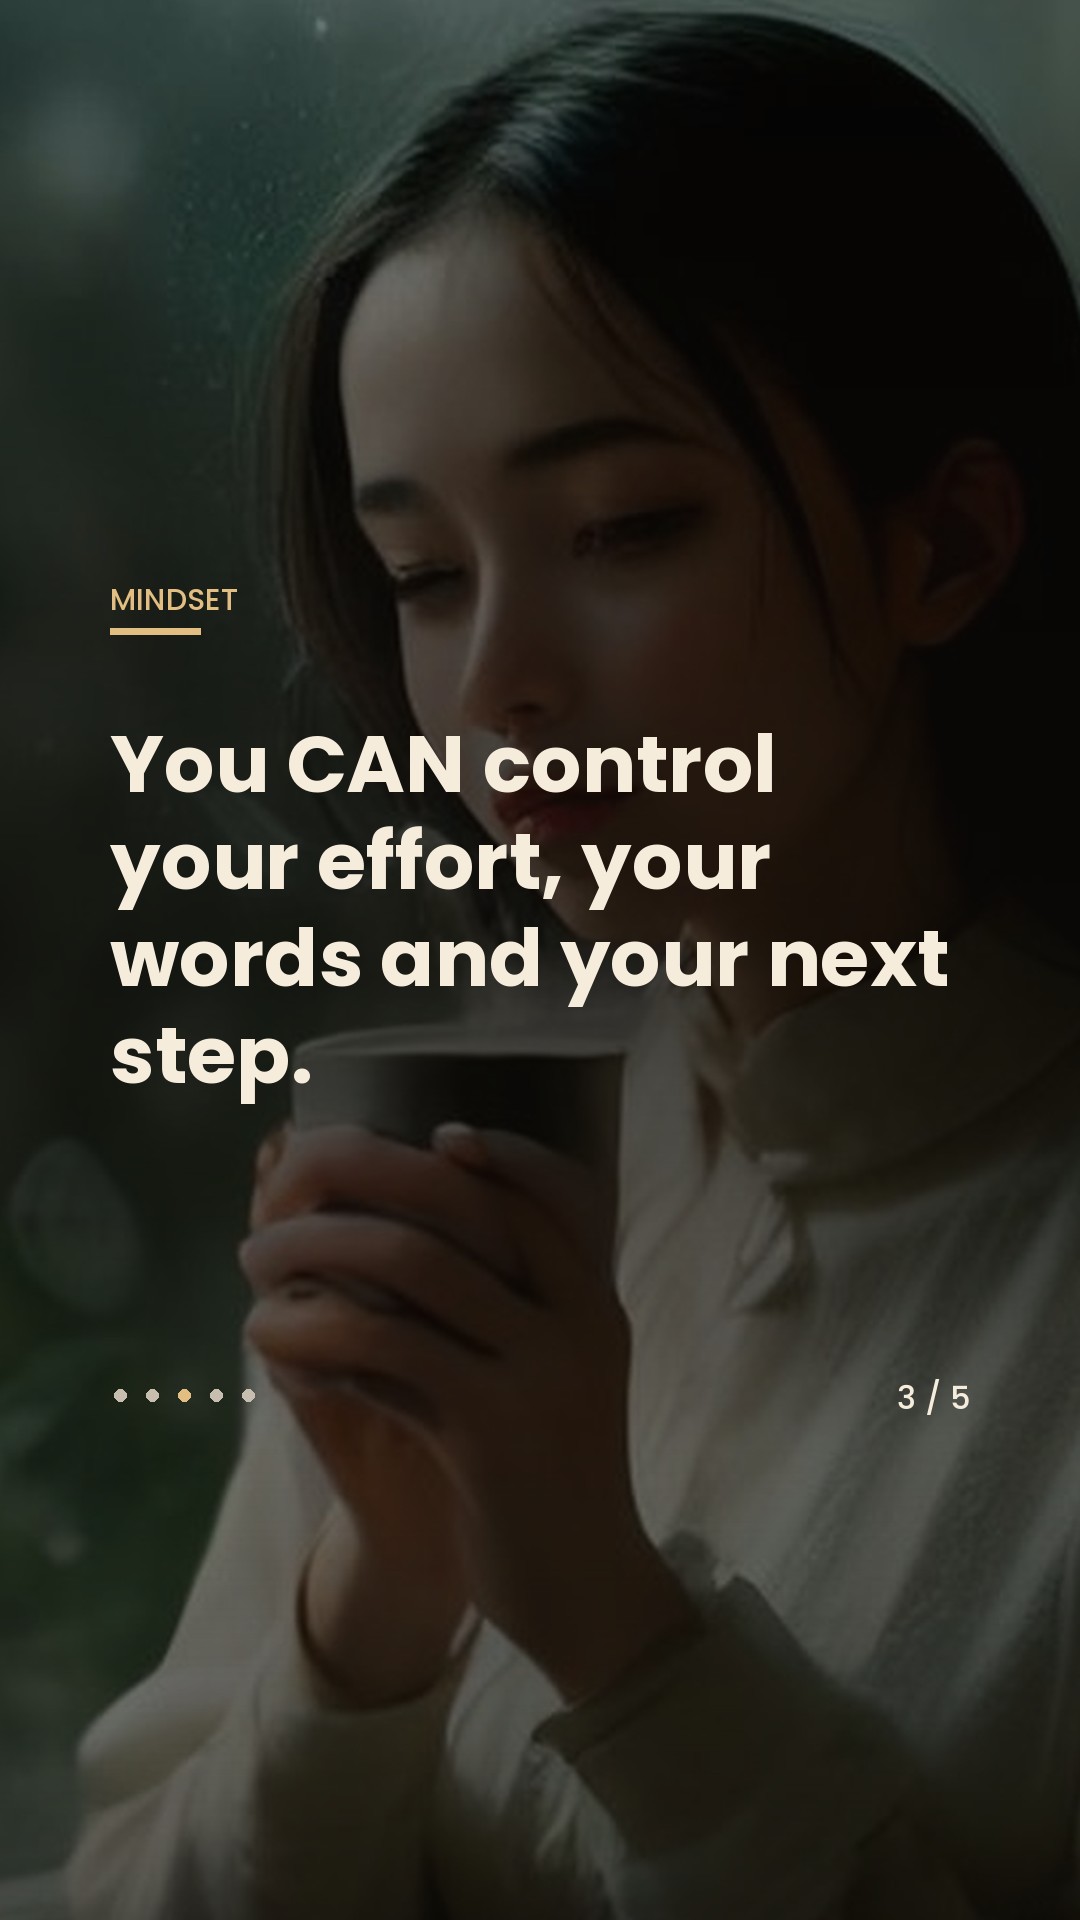 MINDSET
You CAN control
your effort, your
words and your next
step.
3 / 5